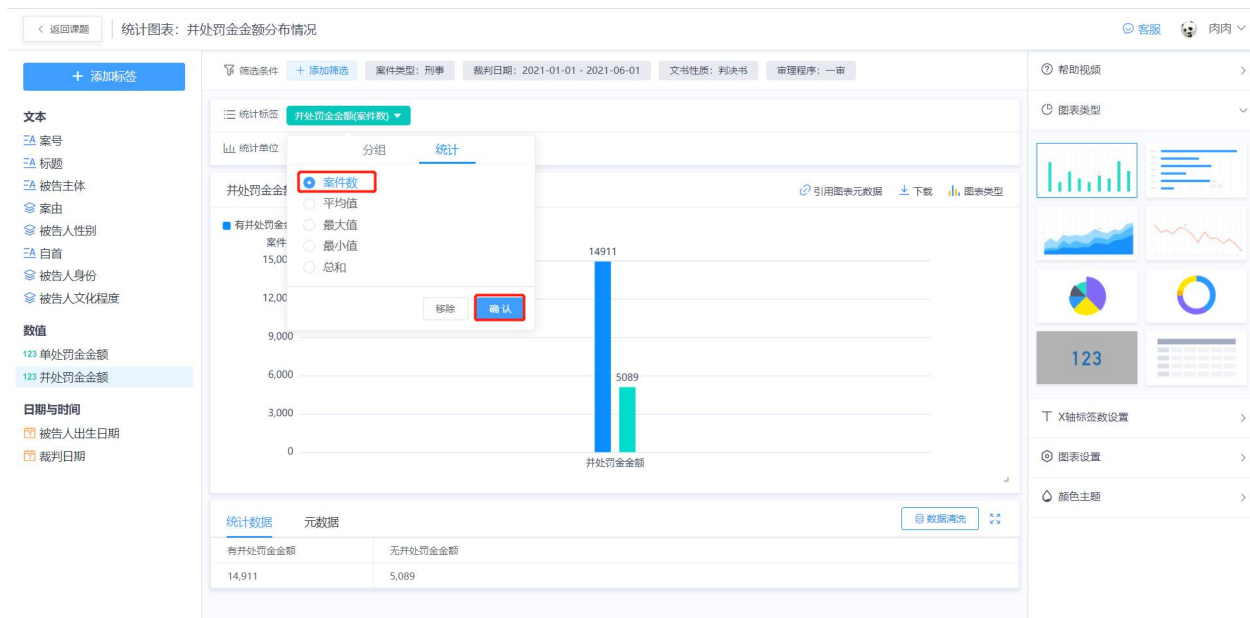 < 返回课题 统计图表：并处罚金金额分布情况 客服 肉肉
+ 添加标签
文本
案号
标题
被告主体
案由
被告人性别
自首
被告人身份
被告人文化程度
数值
123 单处罚金金额
123 并处罚金金额
日期与时间
被告人出生日期
裁判日期
筛选条件 + 添加筛选 案件类型：刑事 裁判日期：2021-01-01 - 2021-06-01 文书性质：判决书 审理程序：一审
统计标签 并处罚金金额(案件数)
统计单位
分组 统计
案件数
平均值
最大值
最小值
总和
移除 确认
并处罚金金 引用图表元数据 下载 图表类型
有并处罚金
案件
15,00
12,00
9,000
6,000
3,000
0
14911
5089
并处罚金金额
统计数据 元数据 数据清洗
有并处罚金金额 无并处罚金金额
14,911 5,089
帮助视频
图表类型
123
X轴标签数设置
图表设置
颜色主题